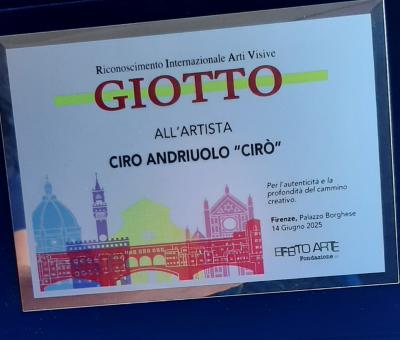 Riconoscimento Internazionale Arti Visive
GIOTTO
ALL'ARTISTA
CIRO ANDRIUOLO "CIRÒ"
Per l'autenticità e la
profondità del cammino
creativo.
Firenze, Palazzo Borghese
14 Giugno 2025
EFFETTO ARTE
Fondazione